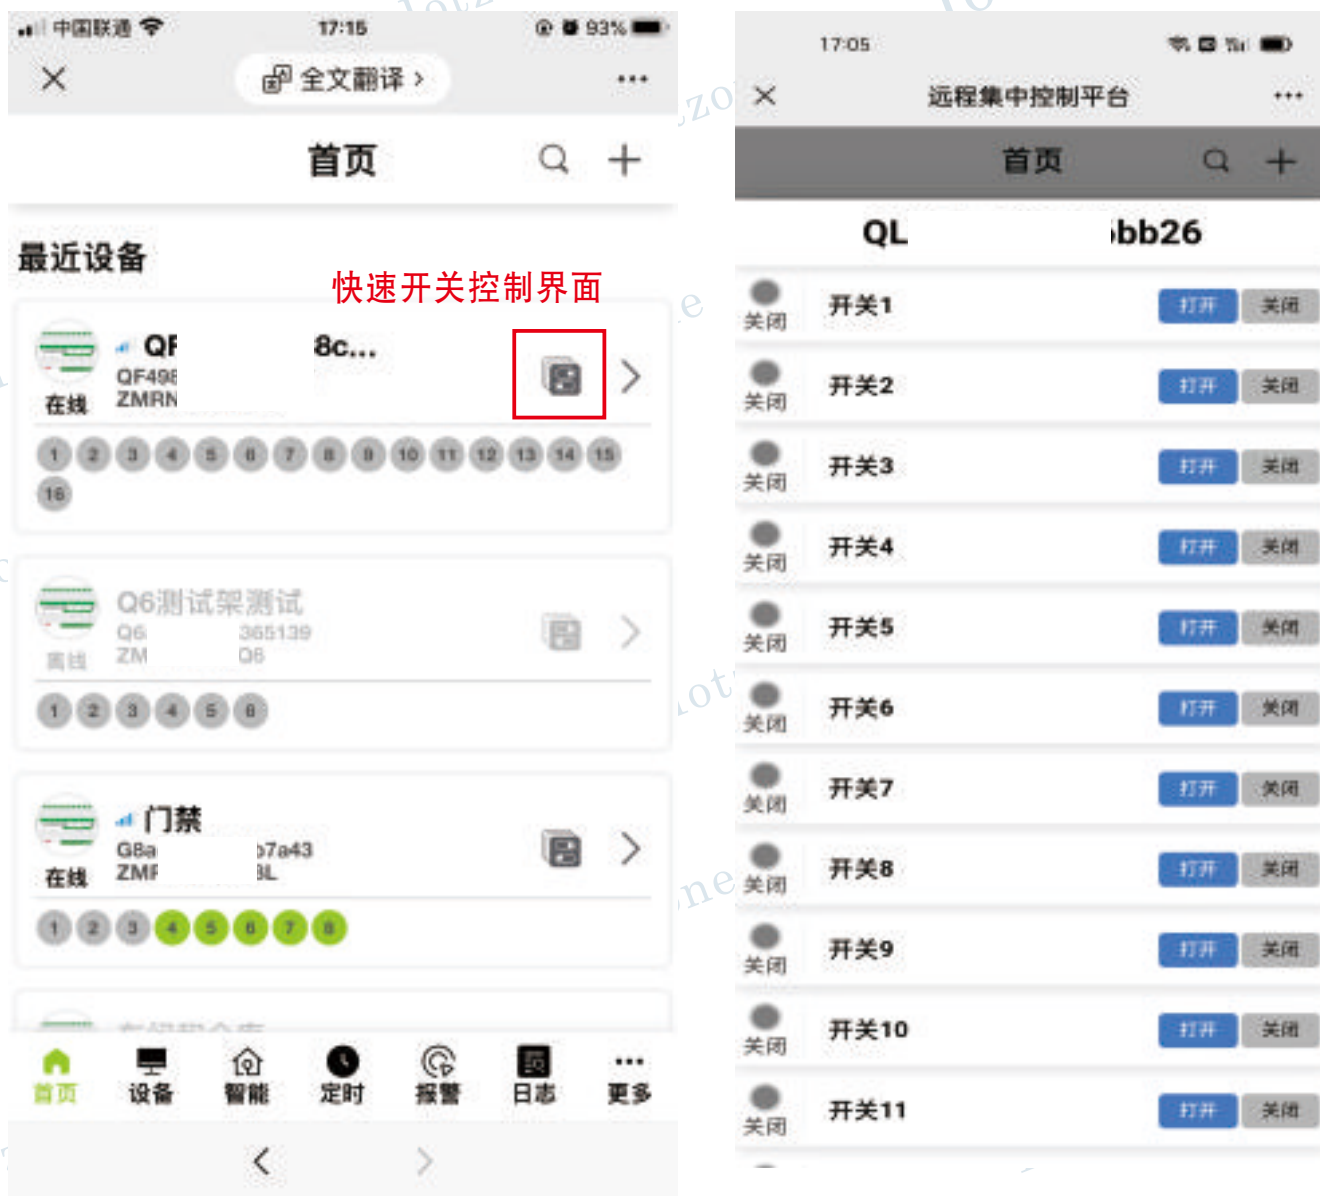 中国联通
17:15
93%
全文翻译 >
首页
最近设备
快速开关控制界面
QF 8c...
QF498
ZMRN
在线
1 2 3 4 5 6 7 8 9 10 11 12 13 14 15
16
Q6测试架测试
Q6 365139
ZM Q6
离线
1 2 3 4 5 6
门禁
G8a b7a43
ZMR 8L
在线
1 2 3 4 5 6 7 8
首页 设备 智能 定时 报警 日志 更多
17:05
远程集中控制平台
首页
QL bb26
关闭 开关1 打开 关闭
关闭 开关2 打开 关闭
关闭 开关3 打开 关闭
关闭 开关4 打开 关闭
关闭 开关5 打开 关闭
关闭 开关6 打开 关闭
关闭 开关7 打开 关闭
关闭 开关8 打开 关闭
关闭 开关9 打开 关闭
关闭 开关10 打开 关闭
关闭 开关11 打开 关闭